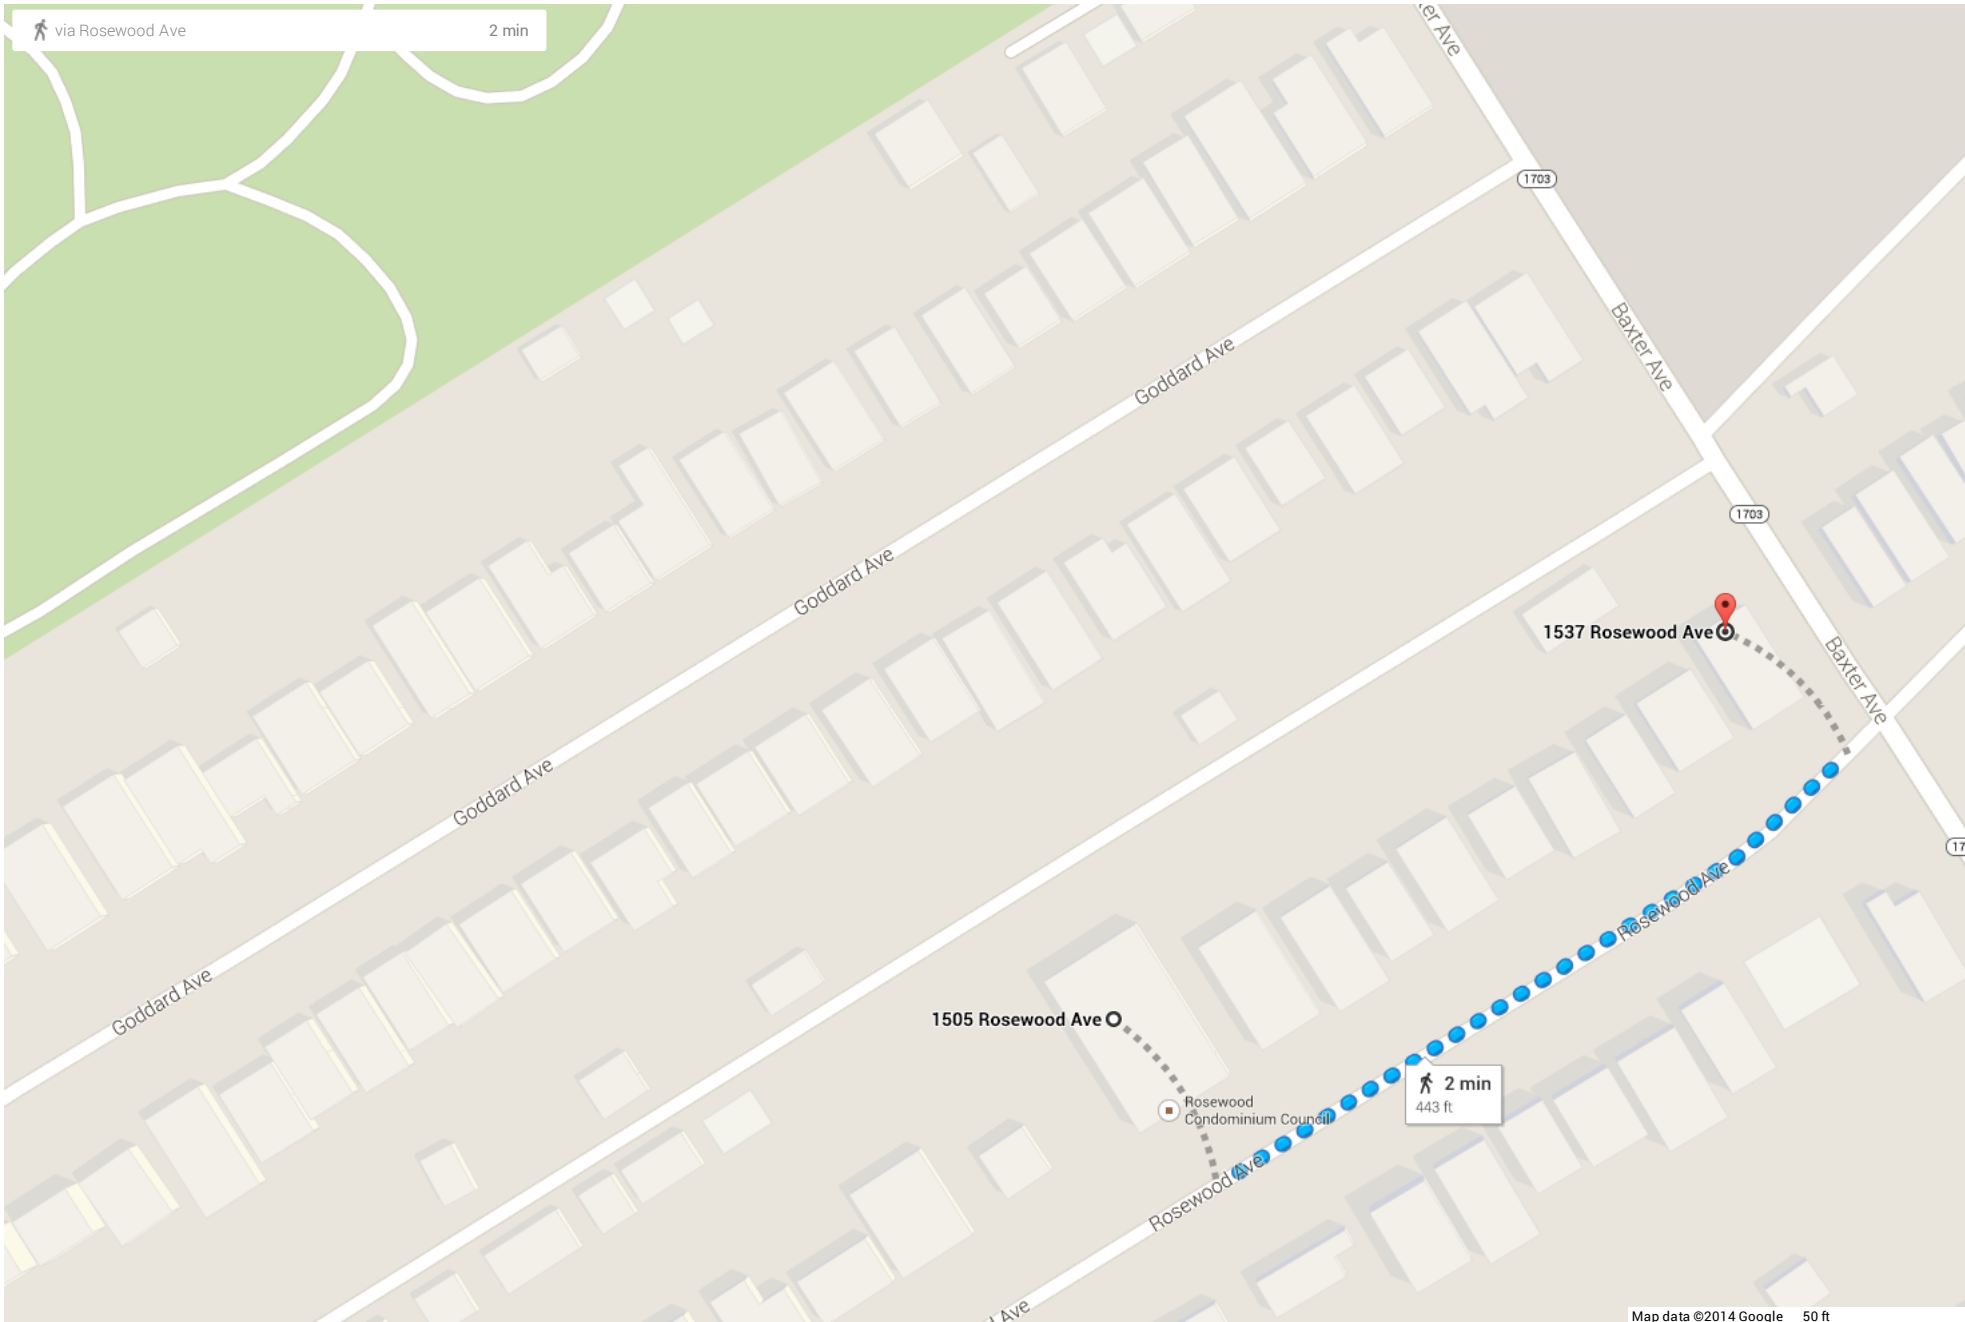 via Rosewood Ave
2 min
er Ave
1703
Baxter Ave
Goddard Ave
1703
Goddard Ave
1537 Rosewood Ave
Baxter Ave
Goddard Ave
Rosewood Ave
Goddard Ave
1505 Rosewood Ave
2 min
443 ft
Rosewood
Condominium Council
Rosewood Ave
Ave
17
Map data ©2014 Google 50 ft